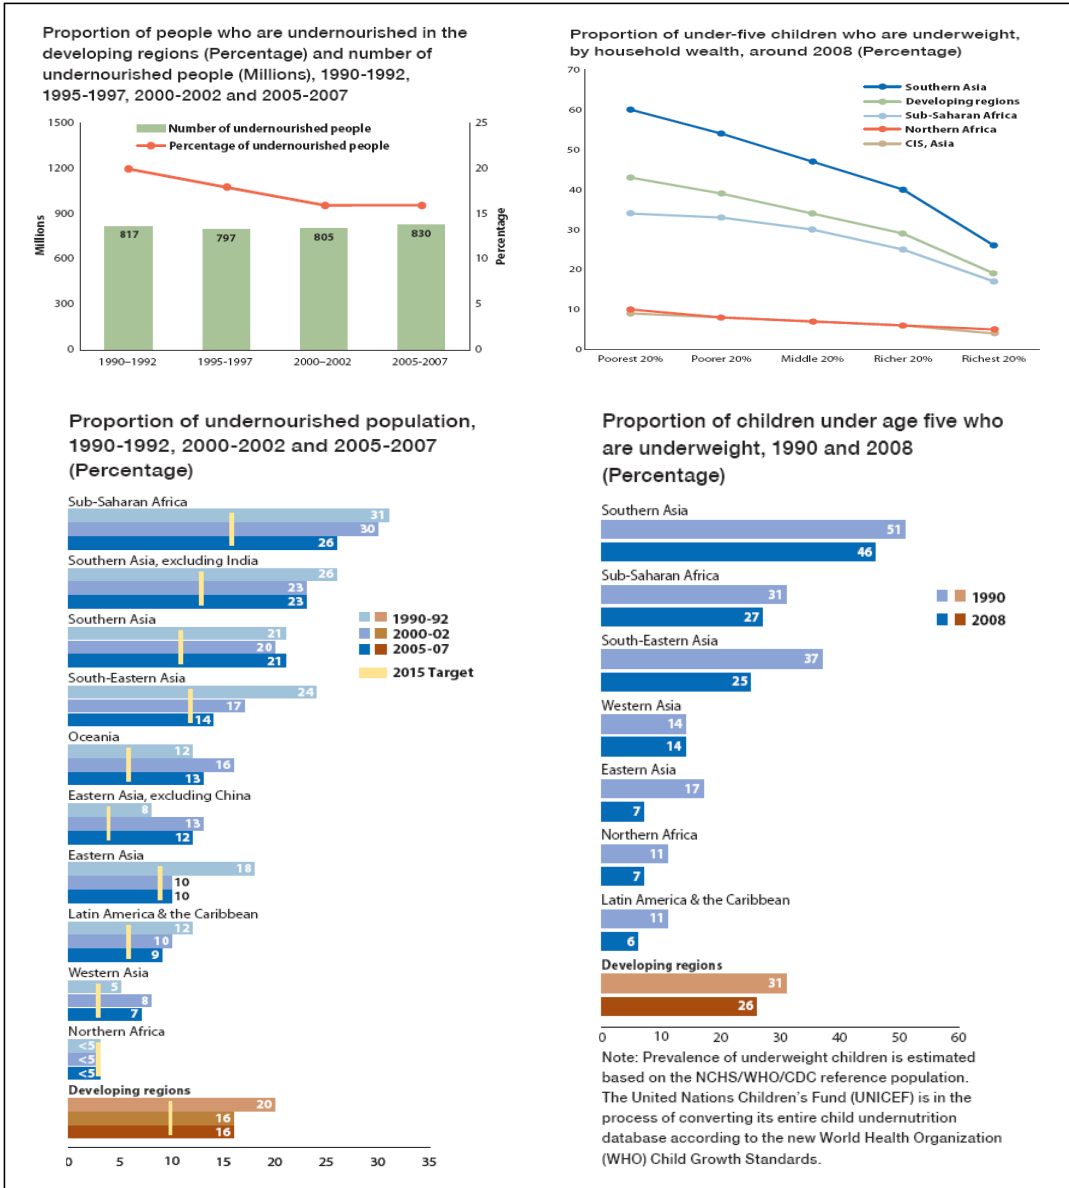 Proportion of people who are undernourished in the
developing regions (Percentage) and number of
undernourished people (Millions), 1990-1992,
1995-1997, 2000-2002 and 2005-2007
1500
1200
900
600
300
0
Millions
Number of undernourished people
Percentage of undernourished people
25
20
15
10
5
0
Percentage
817
797
805
830
1990–1992
1995-1997
2000–2002
2005-2007
Proportion of under-five children who are underweight,
by household wealth, around 2008 (Percentage)
70
60
50
40
30
20
10
0
Southern Asia
Developing regions
Sub-Saharan Africa
Northern Africa
CIS, Asia
Poorest 20%
Poorer 20%
Middle 20%
Richer 20%
Richest 20%
Proportion of undernourished population,
1990-1992, 2000-2002 and 2005-2007
(Percentage)
Sub-Saharan Africa
31
30
26
Southern Asia, excluding India
26
23
23
Southern Asia
21
20
21
South-Eastern Asia
24
17
14
Oceania
12
16
13
Eastern Asia, excluding China
8
13
12
Eastern Asia
18
10
10
Latin America & the Caribbean
12
10
9
Western Asia
5
8
7
Northern Africa
<5
<5
<5
Developing regions
20
16
16
0 5 10 15 20 25 30 35
1990-92
2000-02
2005-07
2015 Target
Proportion of children under age five who
are underweight, 1990 and 2008
(Percentage)
Southern Asia
51
46
Sub-Saharan Africa
31
27
South-Eastern Asia
37
25
Western Asia
14
14
Eastern Asia
17
7
Northern Africa
11
7
Latin America & the Caribbean
11
6
Developing regions
31
26
0 10 20 30 40 50 60
1990
2008
Note: Prevalence of underweight children is estimated
based on the NCHS/WHO/CDC reference population.
The United Nations Children's Fund (UNICEF) is in the
process of converting its entire child undernutrition
database according to the new World Health Organization
(WHO) Child Growth Standards.